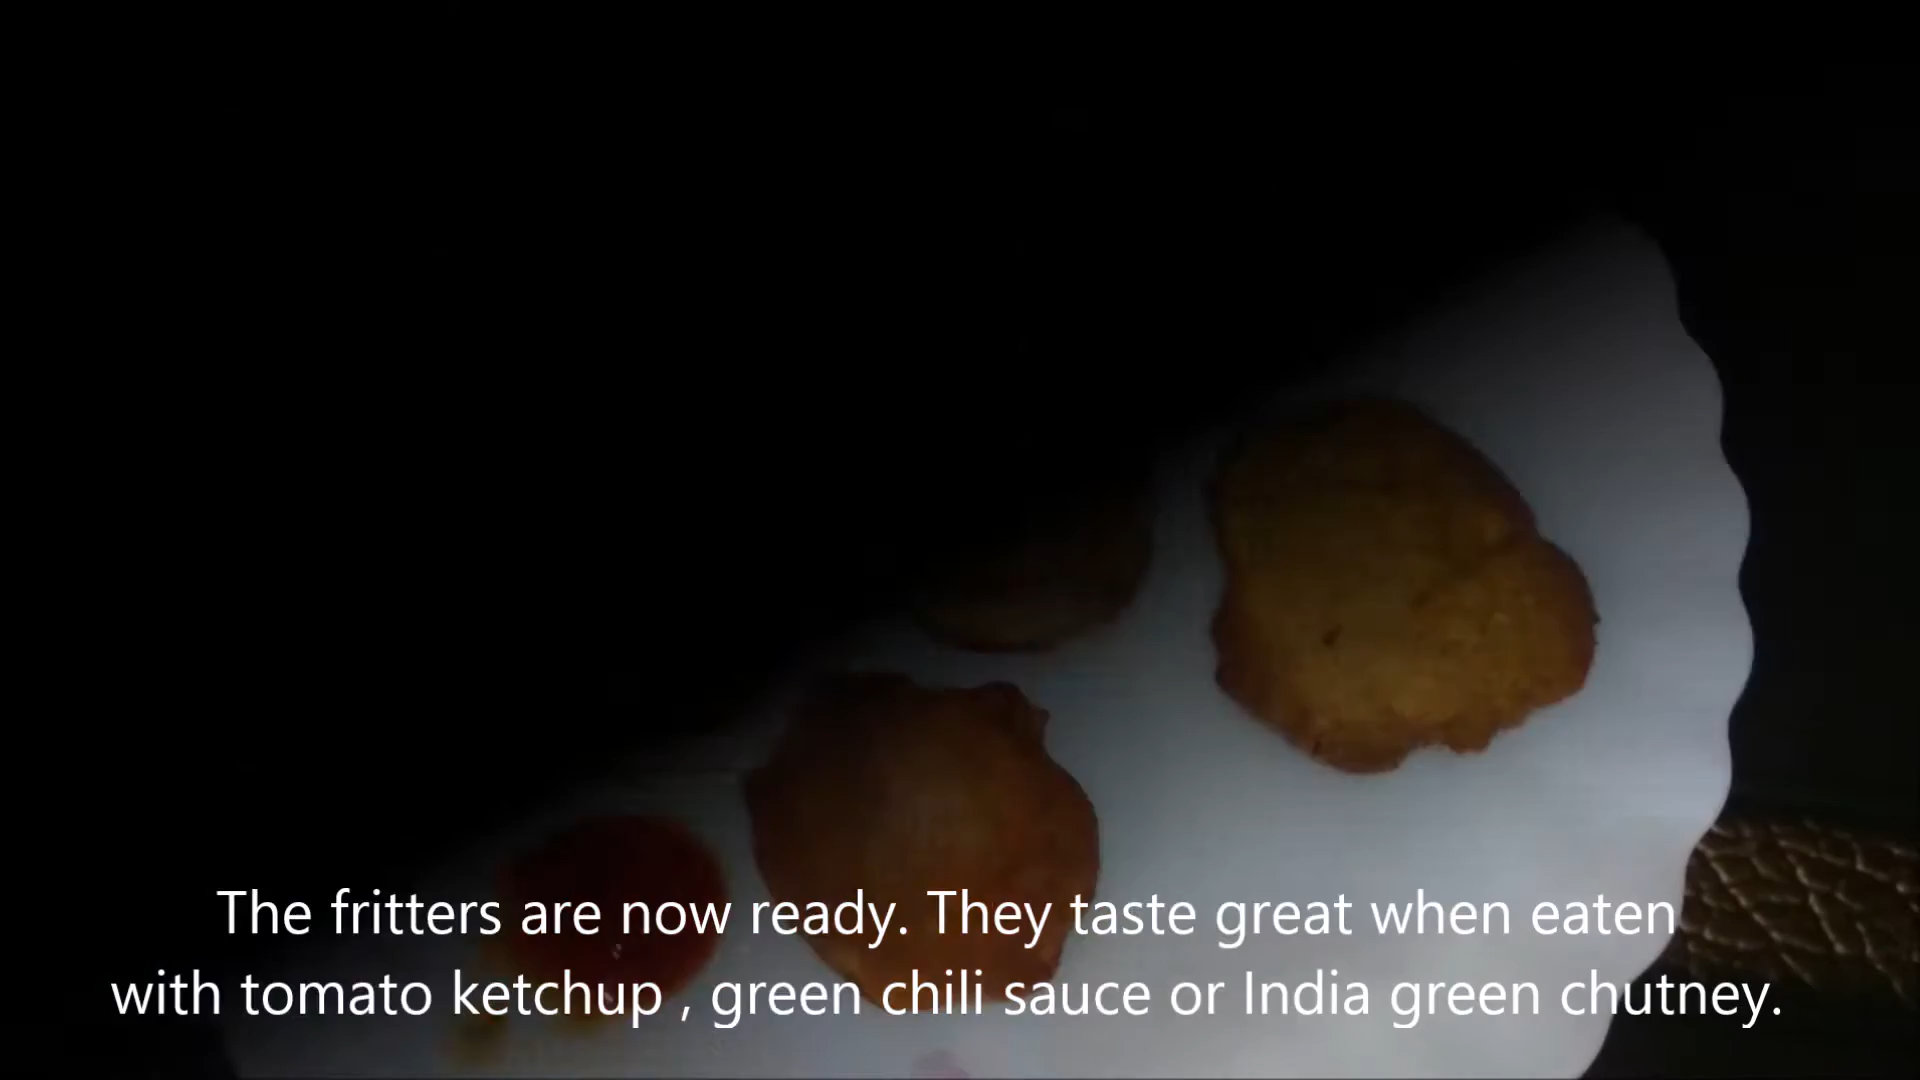 The fritters are now ready. They taste great when eaten
with tomato ketchup , green chili sauce or India green chutney.